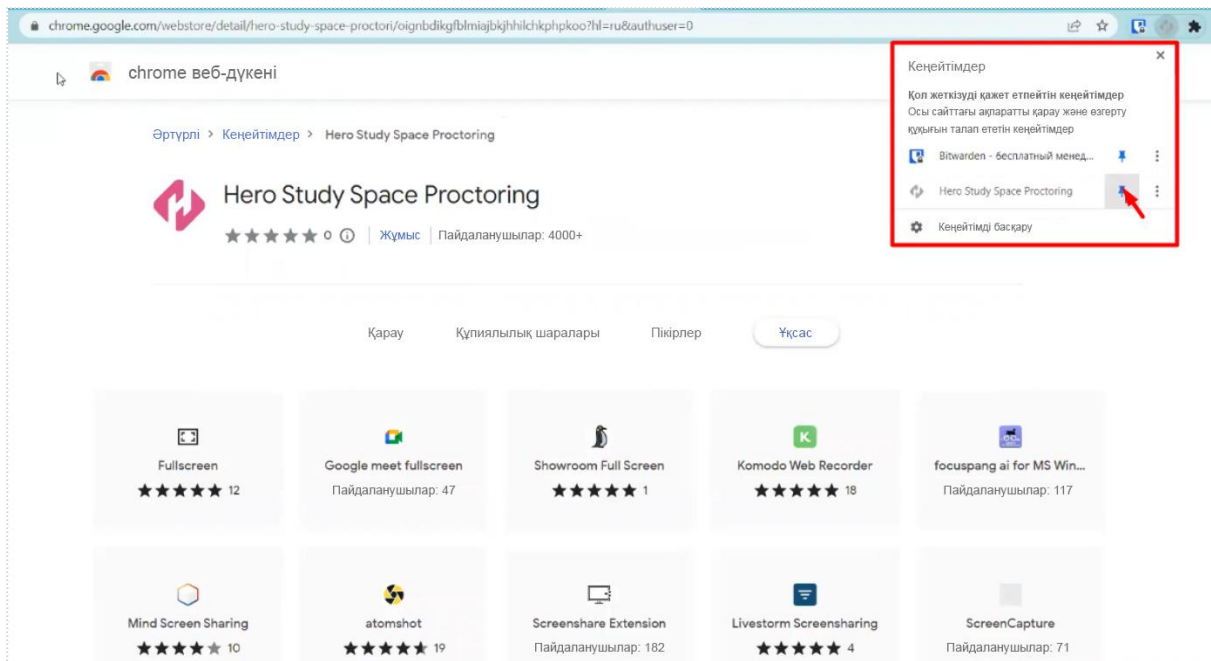 chrome.google.com/webstore/detail/hero-study-space-proctori/oignbdikgfblmiajbkjhhilchkphpkoo?hl=ru&authuser=0
chrome веб-дүкені
Кеңейтімдер
Қол жеткізуді қажет етпейтін кеңейтімдер
Осы сайттағы ақпаратты қарау және өзгерту
құқығын талап ететін кеңейтімдер
Bitwarden - бесплатный менед...
Hero Study Space Proctoring
Кеңейтімді басқару
Әртүрлі > Кеңейтімдер > Hero Study Space Proctoring
Hero Study Space Proctoring
0 Жұмыс Пайдаланушылар: 4000+
Қарау Құпиялылық шаралары Пікірлер Ұқсас
Fullscreen Google meet fullscreen Showroom Full Screen Komodo Web Recorder focuspang ai for MS Win...
12 Пайдаланушылар: 47 1 18 Пайдаланушылар: 117
Mind Screen Sharing atomshot Screenshare Extension Livestorm Screensharing ScreenCapture
10 19 Пайдаланушылар: 182 4 Пайдаланушылар: 71